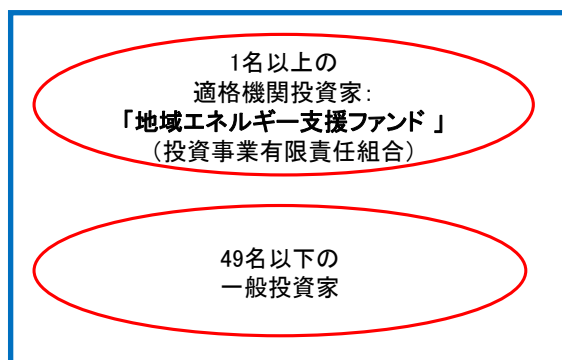 1名以上の
適格機関投資家:
「地域エネルギー支援ファンド 」
（投資事業有限責任組合）
49名以下の
一般投資家